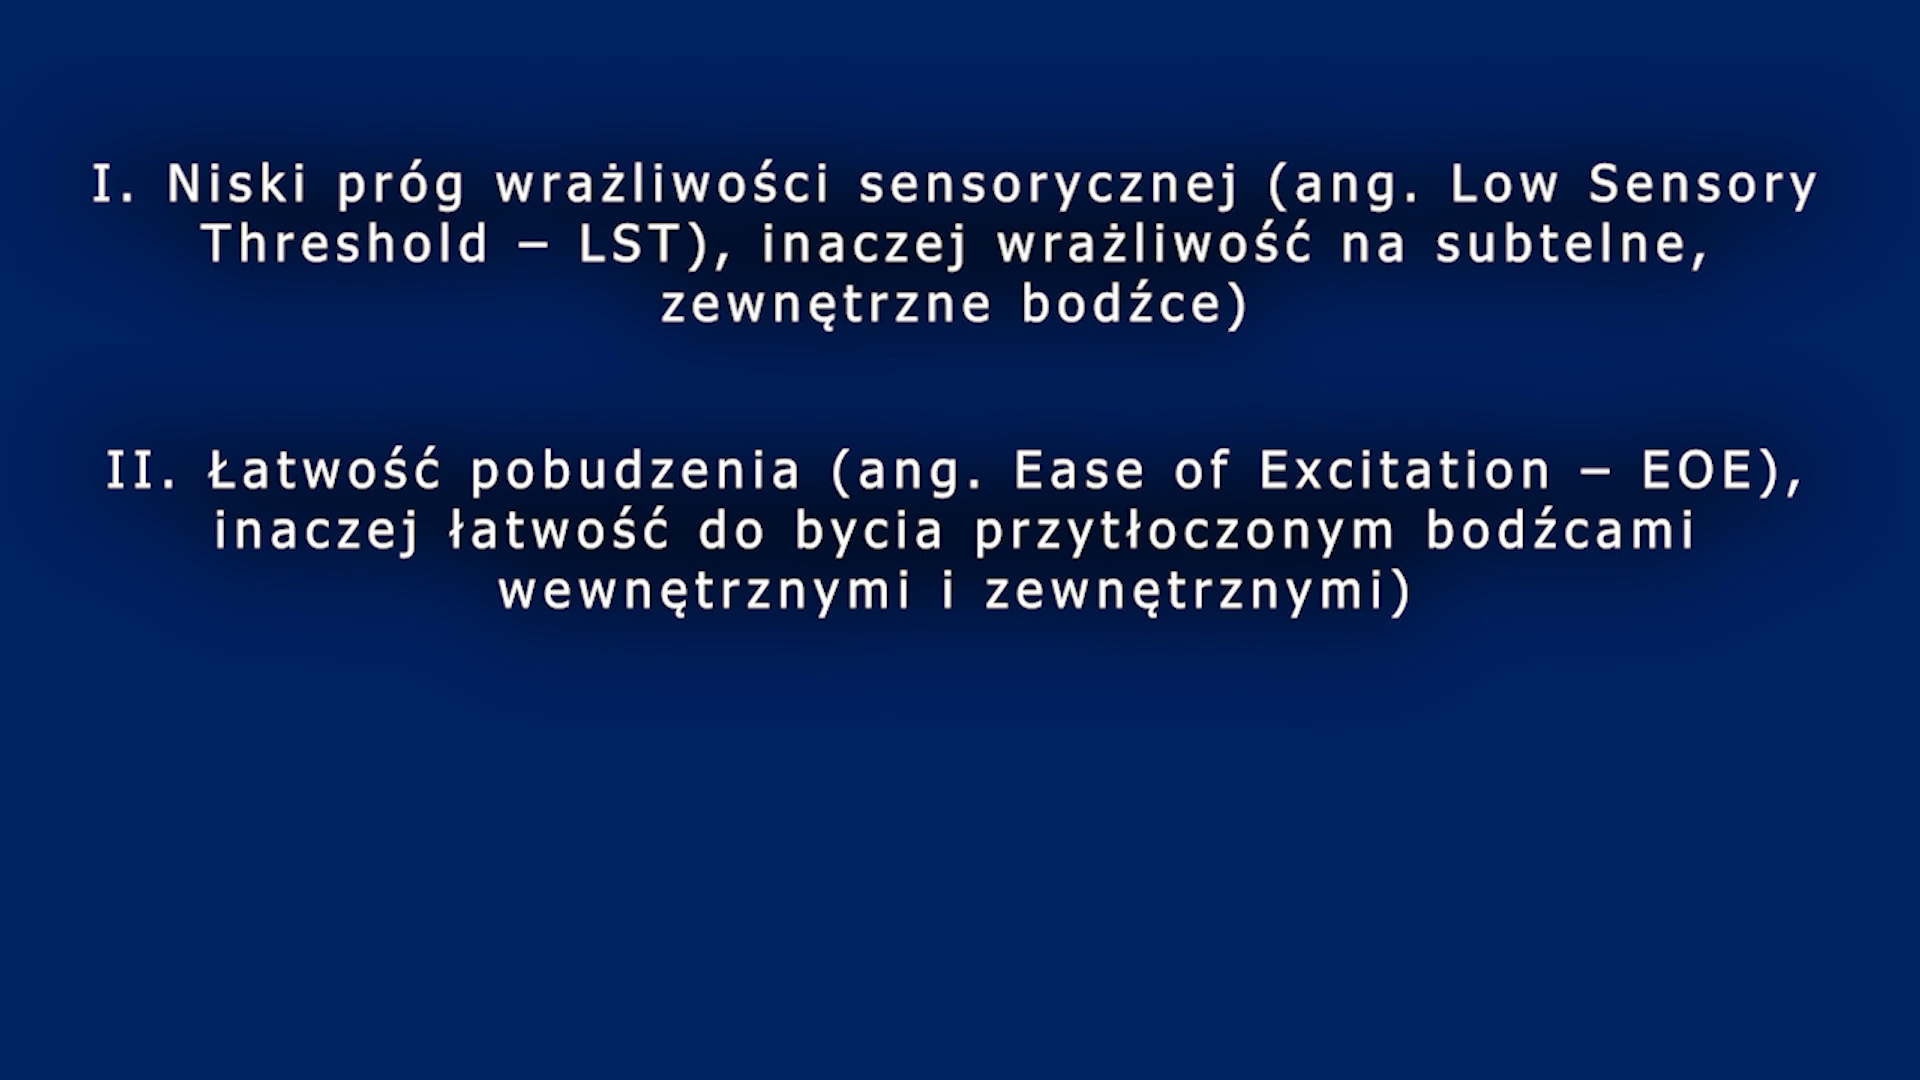 I. Niski próg wrażliwości sensorycznej (ang. Low Sensory
Threshold – LST), inaczej wrażliwość na subtelne,
zewnętrzne bodźce)
II. Łatwość pobudzenia (ang. Ease of Excitation – EOE),
inaczej łatwość do bycia przytłoczonym bodźcami
wewnętrznymi i zewnętrznymi)